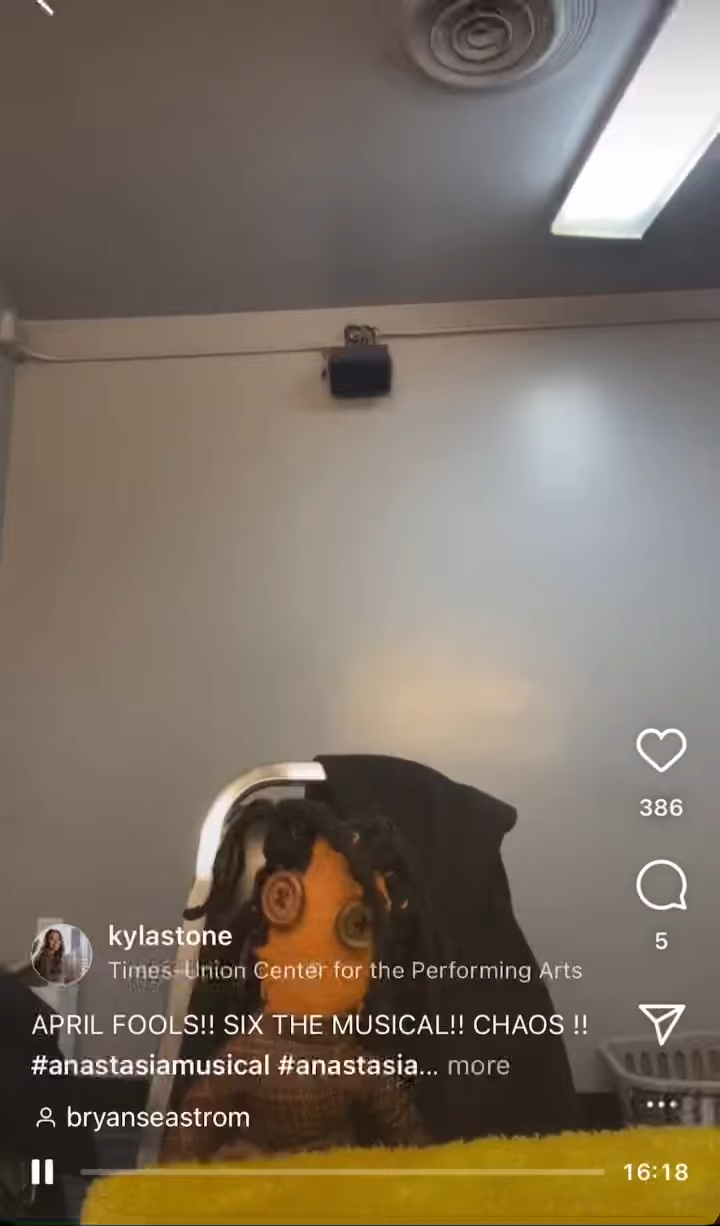 386
5
kylastone
Times-Union Center for the Performing Arts
APRIL FOOLS!! SIX THE MUSICAL!! CHAOS !!
#anastasiamusical #anastasia... more
bryanseastrom
16:18